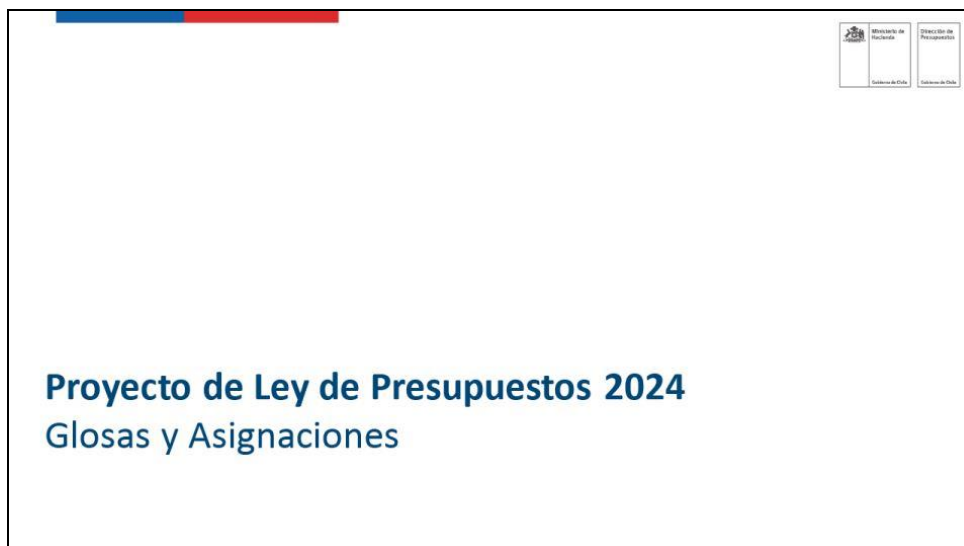 Ministerio de
Hacienda
Gobierno de Chile
Dirección de
Presupuestos
Gobierno de Chile
Proyecto de Ley de Presupuestos 2024
Glosas y Asignaciones